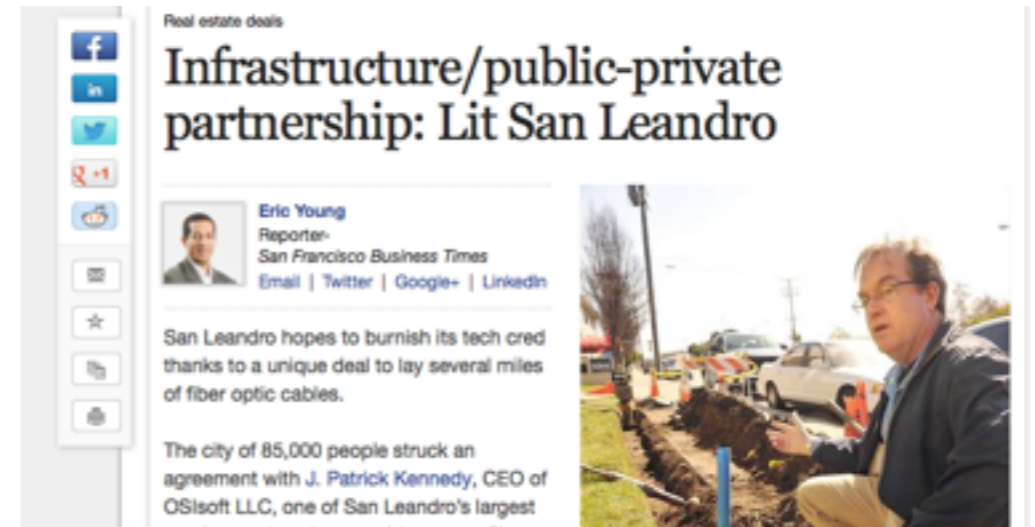 Real estate deals
Infrastructure/public-private
partnership: Lit San Leandro
+1
Eric Young
Reporter-
San Francisco Business Times
Email | Twitter | Google+ | LinkedIn
San Leandro hopes to burnish its tech cred
thanks to a unique deal to lay several miles
of fiber optic cables.
The city of 85,000 people struck an
agreement with J. Patrick Kennedy, CEO of
OSIsoft LLC, one of San Leandro's largest